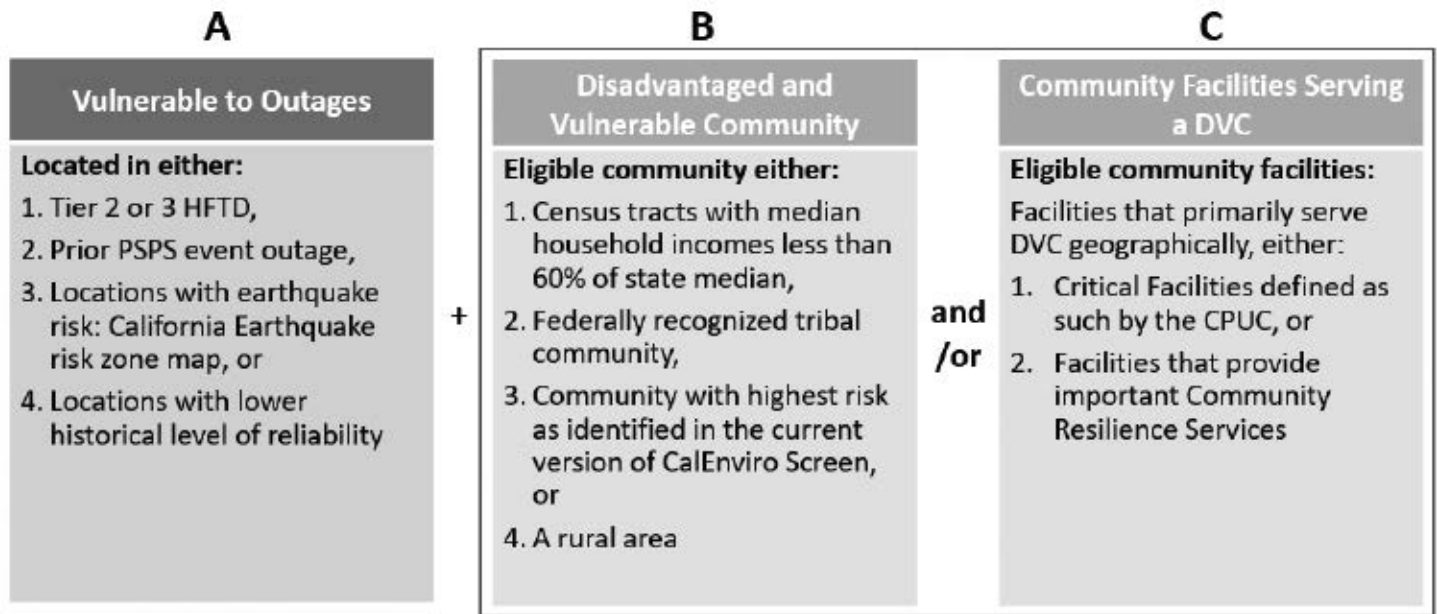 A
Vulnerable to Outages
Located in either:
1. Tier 2 or 3 HFTD,
2. Prior PSPS event outage,
3. Locations with earthquake
risk: California Earthquake
risk zone map, or
4. Locations with lower
historical level of reliability
+
B
Disadvantaged and
Vulnerable Community
Eligible community either:
1. Census tracts with median
household incomes less than
60% of state median,
2. Federally recognized tribal
community,
3. Community with highest risk
as identified in the current
version of CalEnviro Screen,
or
4. A rural area
and
/or
C
Community Facilities Serving
a DVC
Eligible community facilities:
Facilities that primarily serve
DVC geographically, either:
1. Critical Facilities defined as
such by the CPUC, or
2. Facilities that provide
important Community
Resilience Services